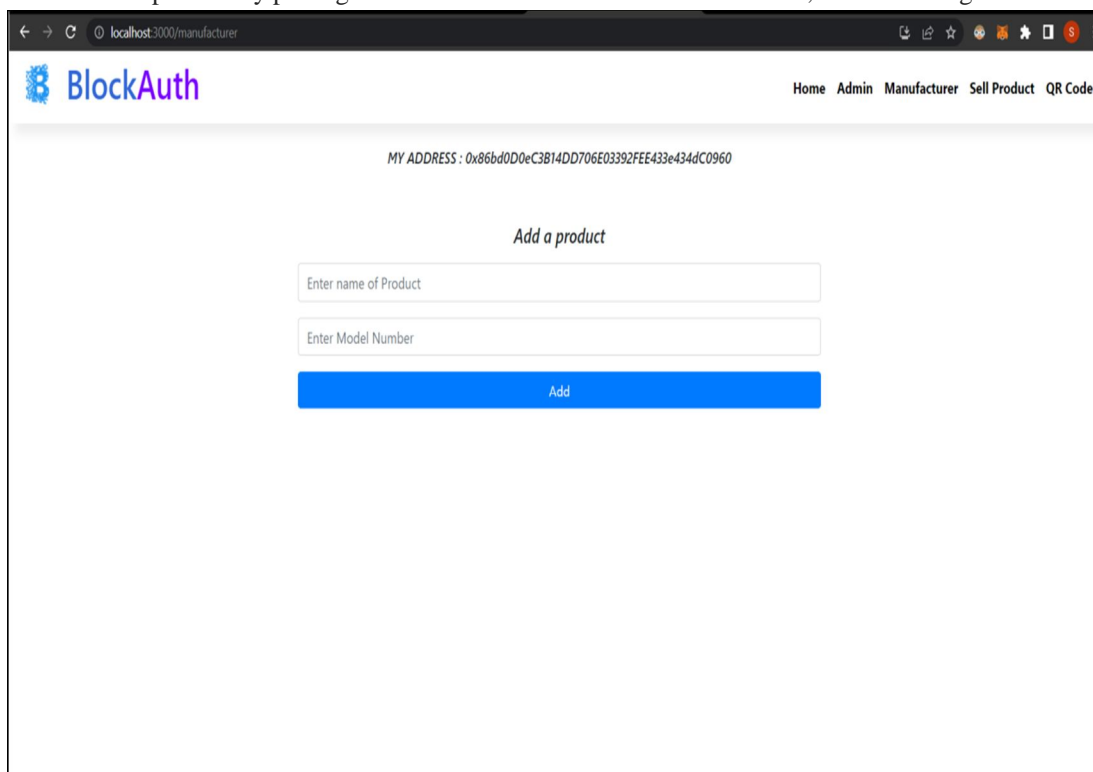 localhost:3000/manufacturer
S
BlockAuth
Home Admin Manufacturer Sell Product QR Code
MY ADDRESS : 0x86bd0D0eC3B14DD706E03392FEE433e434dC0960
Add a product
Enter name of Product
Enter Model Number
Add